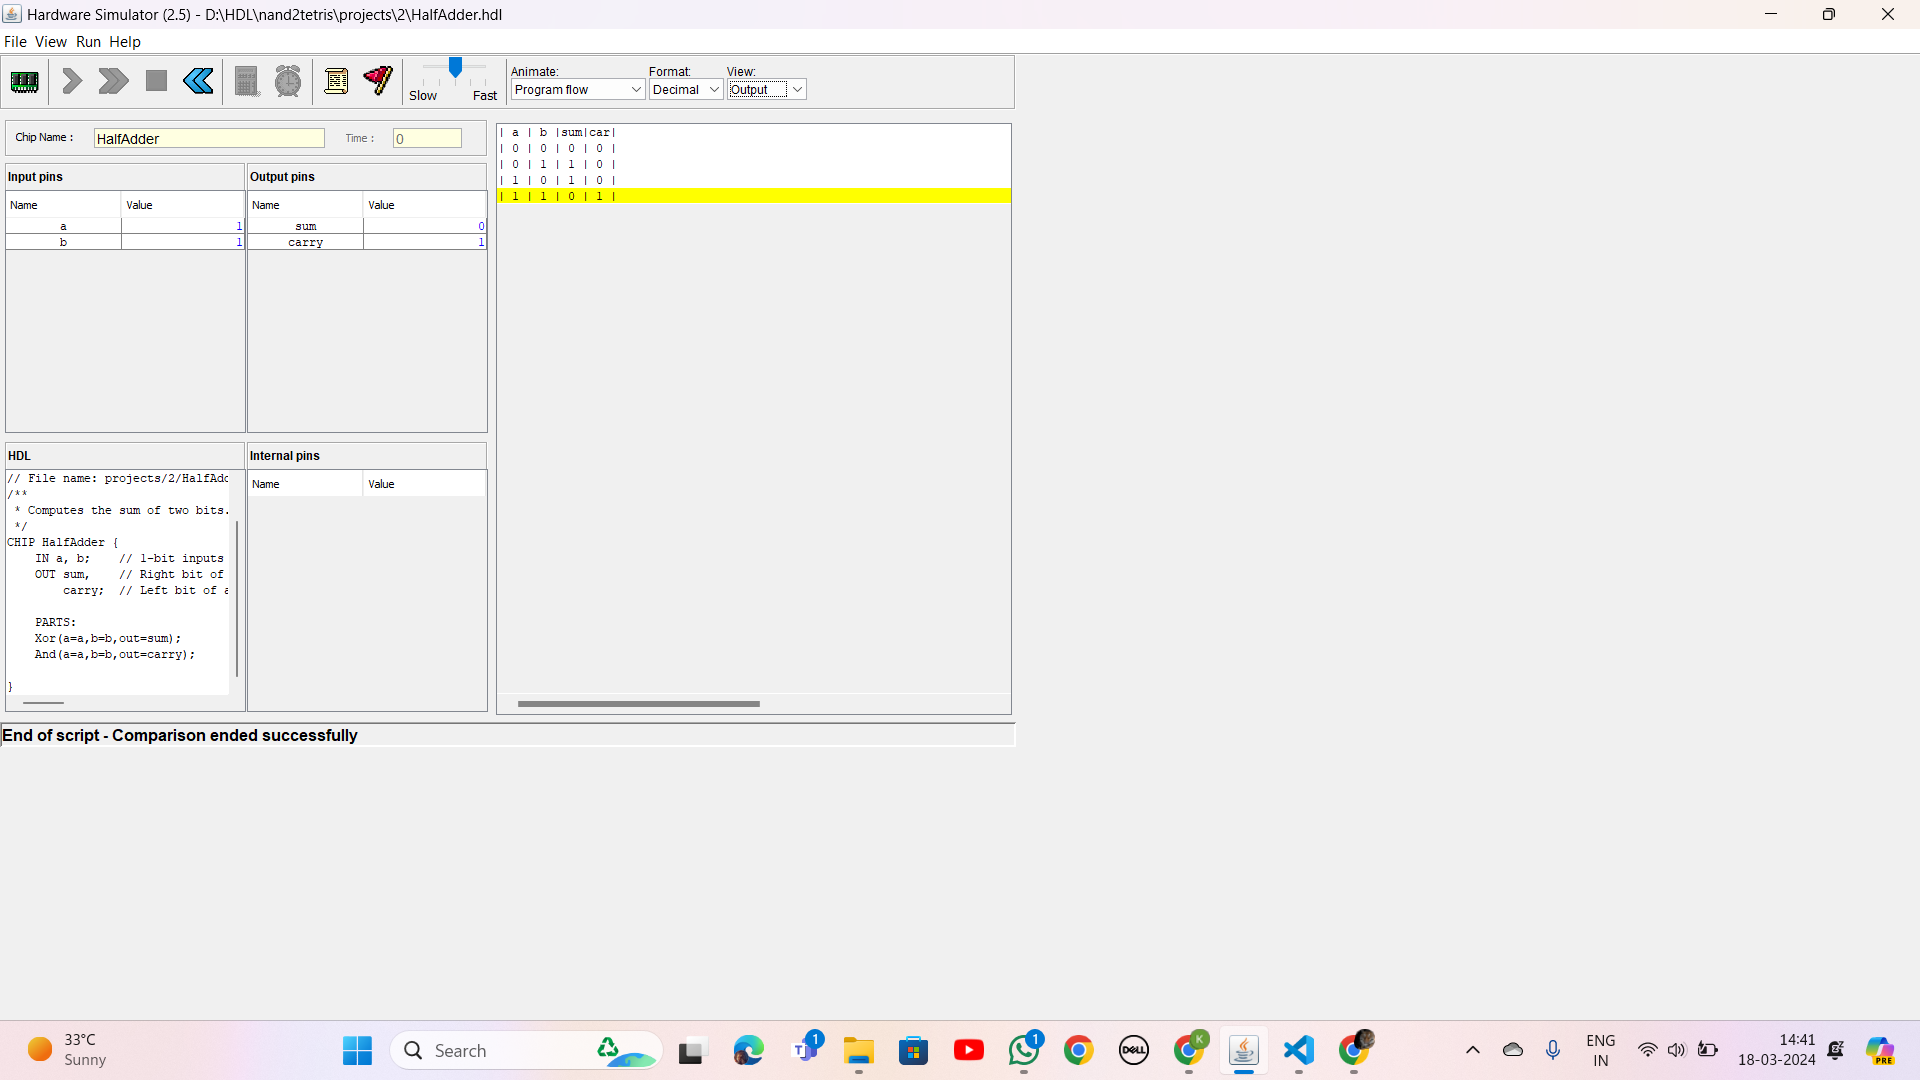 Hardware Simulator (2.5) - D:\HDL\nand2tetris\projects\2\HalfAdder.hdl
File View Run Help
Slow Fast
Animate: Format: View:
Program flow Decimal Output
Chip Name : HalfAdder Time : 0
Input pins
Name Value
a 1
b 1
Output pins
Name Value
sum 0
carry 1
| a | b |sum|car|
| 0 | 0 | 0 | 0 |
| 0 | 1 | 1 | 0 |
| 1 | 0 | 1 | 0 |
| 1 | 1 | 0 | 1 |
HDL
// File name: projects/2/HalfAdd
/**
 * Computes the sum of two bits.
 */
CHIP HalfAdder {
    IN a, b;    // 1-bit inputs
    OUT sum,    // Right bit of
        carry;  // Left bit of a
    PARTS:
    Xor(a=a,b=b,out=sum);
    And(a=a,b=b,out=carry);
}
Internal pins
Name Value
End of script - Comparison ended successfully
33°C
Sunny
Search
1
1
DELL
K
ENG
IN
14:41
18-03-2024
PRE